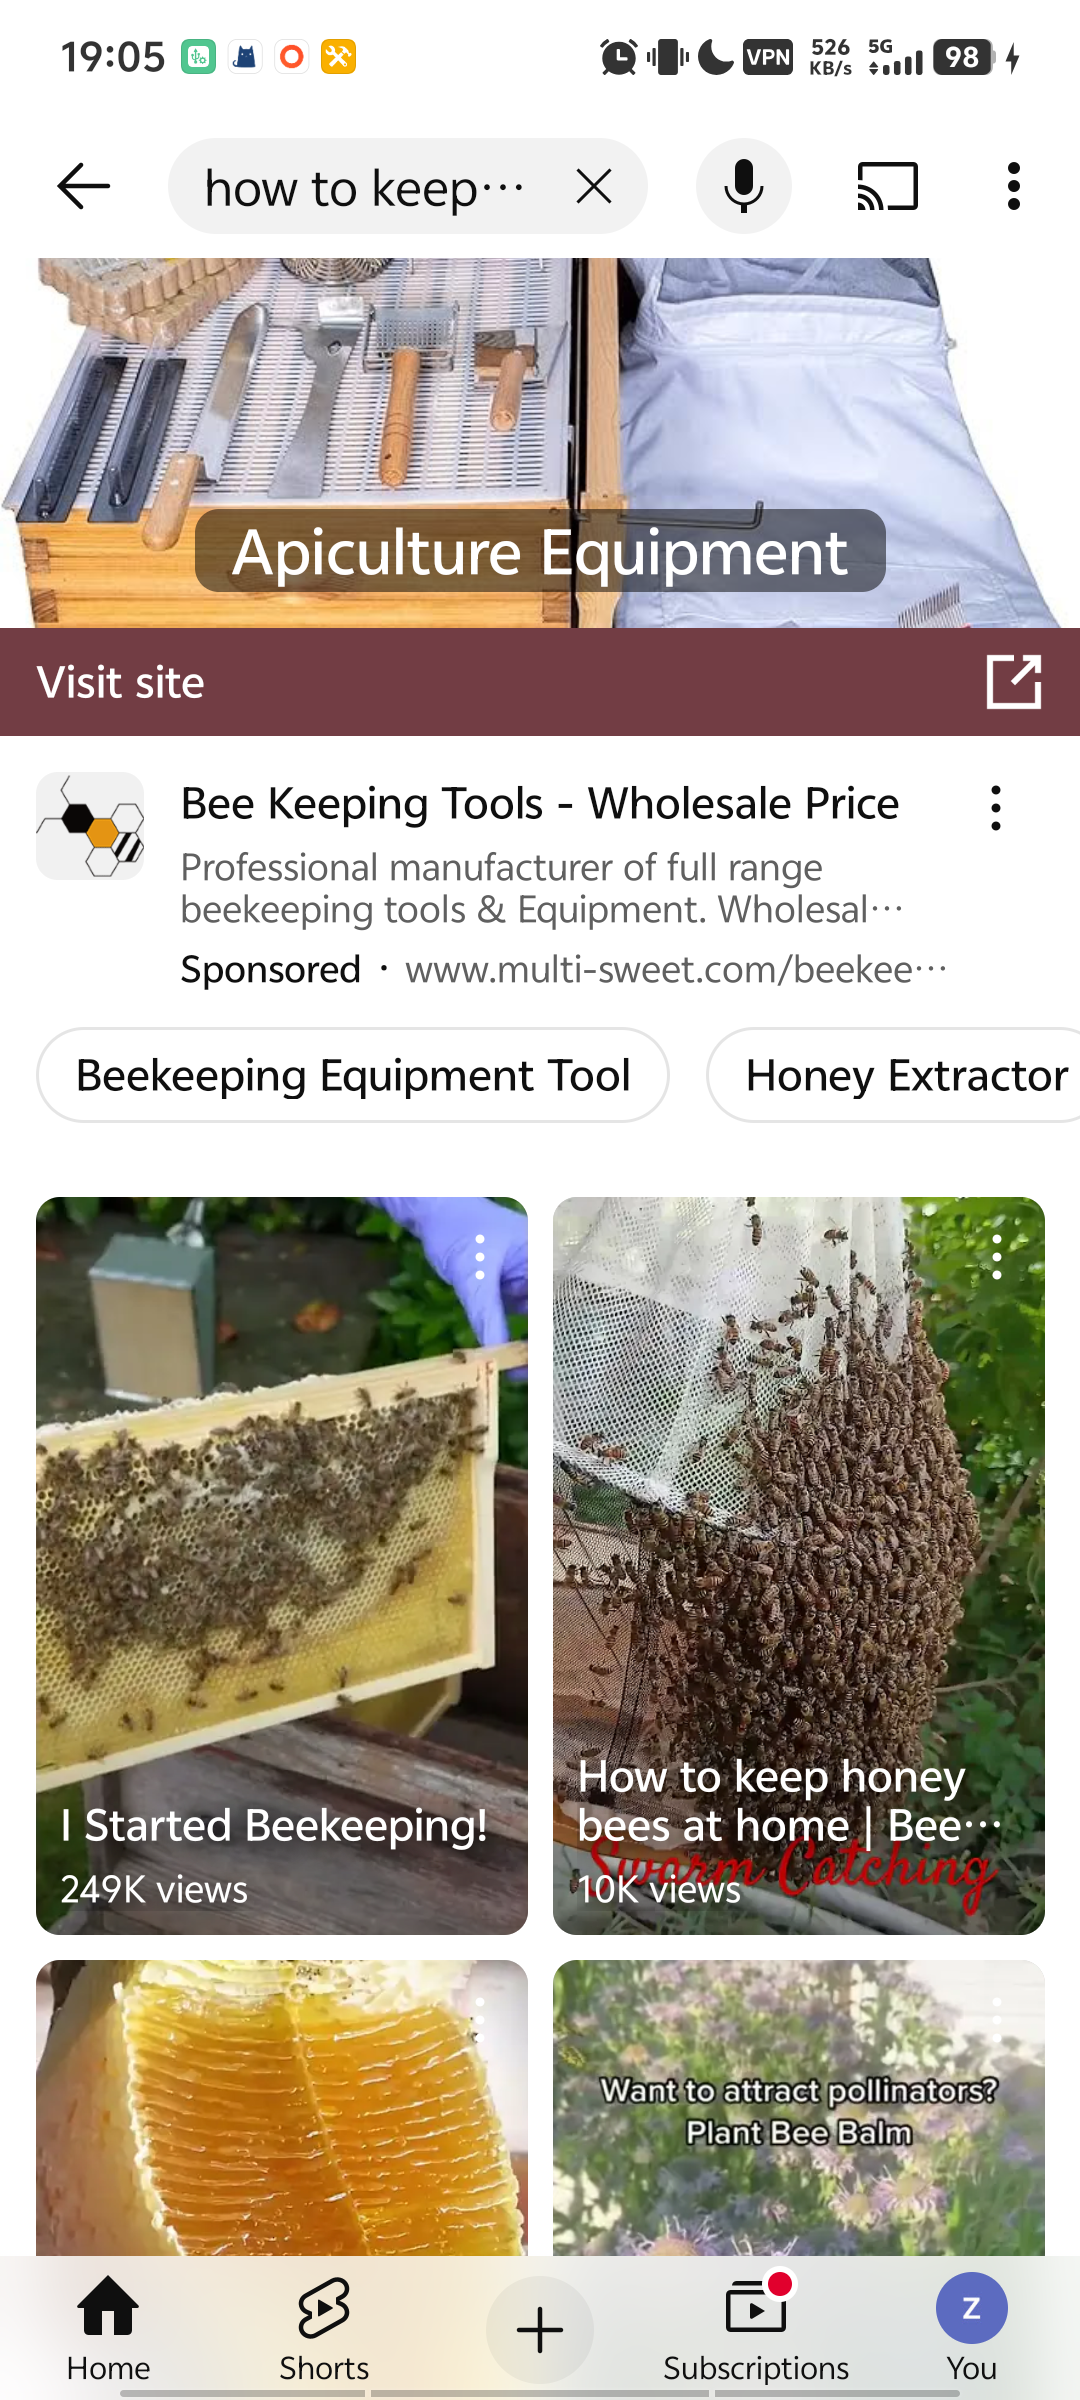 19:05
VPN
526 KB/s
5G
98
how to keep…
Apiculture Equipment
Visit site
Bee Keeping Tools - Wholesale Price
Professional manufacturer of full range
beekeeping tools & Equipment. Wholesal…
Sponsored · www.multi-sweet.com/beekee…
Beekeeping Equipment Tool
Honey Extractor
I Started Beekeeping!
249K views
How to keep honey
bees at home | Bee…
Swarm Catching
10K views
Want to attract pollinators?
Plant Bee Balm
Home
Shorts
Subscriptions
Z
You